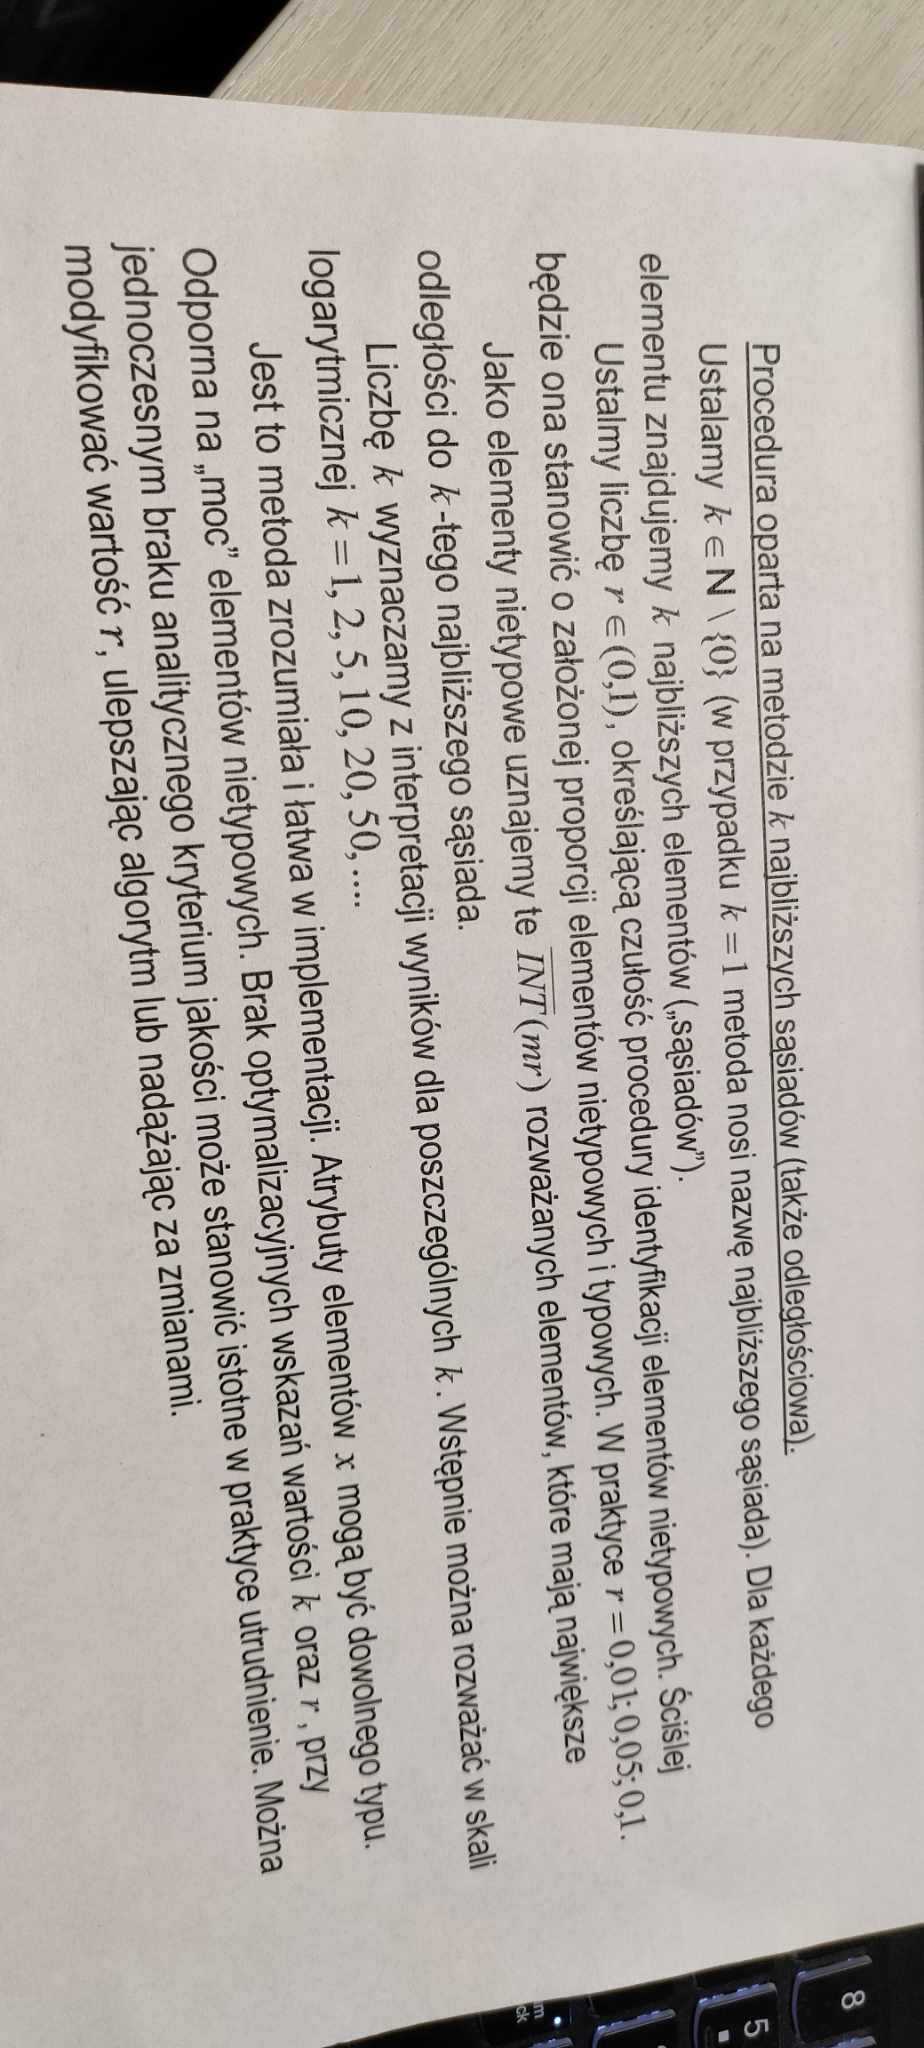 Procedura oparta na metodzie k najbliższych sąsiadów (także odległościowa).
Ustalamy k ∈ N \ {0} (w przypadku k = 1 metoda nosi nazwę najbliższego sąsiada). Dla każdego
elementu znajdujemy k najbliższych elementów („sąsiadów”).
Ustalmy liczbę r ∈ (0,1), określającą czułość procedury identyfikacji elementów nietypowych. Ściślej
będzie ona stanowić o założonej proporcji elementów nietypowych i typowych. W praktyce r = 0,01; 0,05; 0,1.
Jako elementy nietypowe uznajemy te \overline{INT}(mr) rozważanych elementów, które mają największe
odległości do k-tego najbliższego sąsiada.
Liczbę k wyznaczamy z interpretacji wyników dla poszczególnych k. Wstępnie można rozważać w skali
logarytmicznej k = 1, 2, 5, 10, 20, 50, ....
Jest to metoda zrozumiała i łatwa w implementacji. Atrybuty elementów x mogą być dowolnego typu.
Odporna na „moc” elementów nietypowych. Brak optymalizacyjnych wskazań wartości k oraz r, przy
jednoczesnym braku analitycznego kryterium jakości może stanowić istotne w praktyce utrudnienie. Można
modyfikować wartość r, ulepszając algorytm lub nadążając za zmianami.
8
5
m
ck